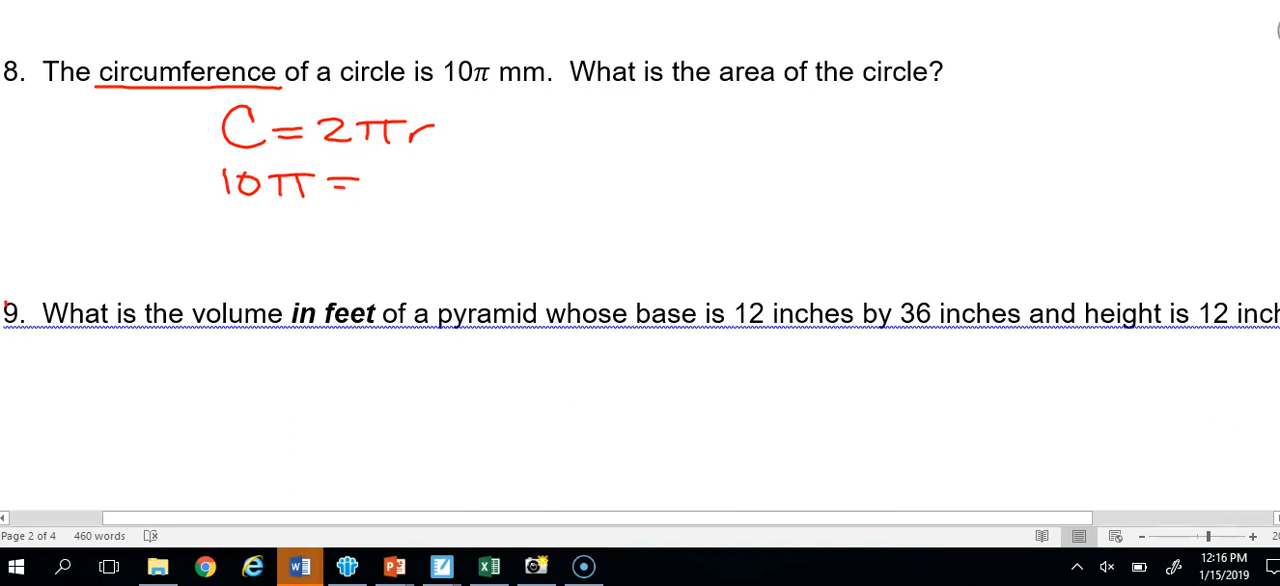 8. The circumference of a circle is 10π mm. What is the area of the circle?
C = 2πr
10π =
9. What is the volume in feet of a pyramid whose base is 12 inches by 36 inches and height is 12 inch
Page 2 of 4 460 words
20
12:16 PM
1/15/2019